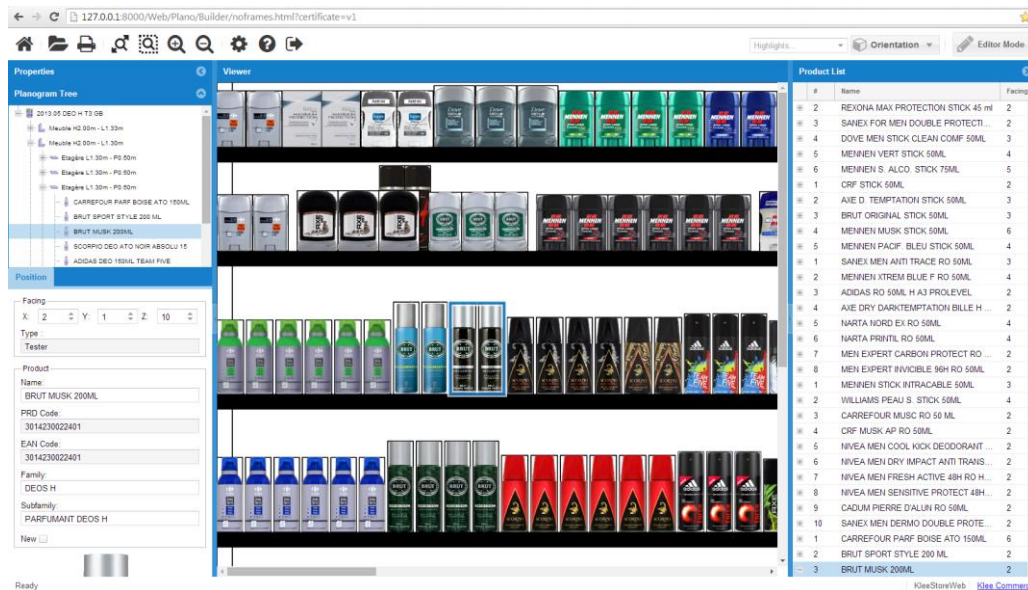 127.0.0.1:8000/Web/Plano/Builder/noframes.html?certificate=v1
Highlights...
Orientation
Editor Mode
Properties
Viewer
Product List
Planogram Tree
# Name Facing
2013.05 DEO H T3 GB
Meuble H2.00m - L1.33m
Meuble H2.00m - L1.33m
Etagère L1.30m - P0.50m
Etagère L1.30m - P0.50m
Etagère L1.30m - P0.50m
CARREFOUR PARF BOISE ATO 150ML
BRUT SPORT STYLE 200 ML
BRUT MUSK 200ML
SCORPIO DEO ATO NOIR ABSOLU 15
ADIDAS DEO 150ML TEAM FIVE
Position
Facing
X: 2 Y: 1 Z: 10
Type :
Tester
Product
Name:
BRUT MUSK 200ML
PRD Code:
3014230022401
EAN Code:
3014230022401
Family:
DEOS H
Subfamily:
PARFUMANT DEOS H
New
2 REXONA MAX PROTECTION STICK 45 ml 2
3 SANEX FOR MEN DOUBLE PROTECTI... 2
4 DOVE MEN STICK CLEAN COMF 50ML 3
5 MENNEN VERT STICK 50ML 4
6 MENNEN S. ALCO. STICK 75ML 5
1 CRF STICK 50ML 2
2 AXE D. TEMPTATION STICK 50ML 3
3 BRUT ORIGINAL STICK 50ML 3
4 MENNEN MUSK STICK 50ML 6
5 MENNEN PACIF. BLEU STICK 50ML 4
1 SANEX MEN ANTI TRACE RO 50ML 3
2 MENNEN XTREM BLUE F RO 50ML 4
3 ADIDAS RO 50ML H A3 PROLEVEL 2
4 AXE DRY DARKTEMPTATION BILLE H ... 2
5 NARTA NORD EX RO 50ML 4
6 NARTA PRINTIL RO 50ML 4
7 MEN EXPERT CARBON PROTECT RO ... 2
8 MEN EXPERT INVICIBLE 96H RO 50ML 2
1 MENNEN STICK INTRACABLE 50ML 3
2 WILLIAMS PEAU S. STICK 50ML 4
3 CARREFOUR MUSC RO 50 ML 2
4 CRF MUSK AP RO 50ML 2
5 NIVEA MEN COOL KICK DEODORANT ... 2
6 NIVEA MEN DRY IMPACT ANTI TRANS... 2
7 NIVEA MEN FRESH ACTIVE 48H RO H... 2
8 NIVEA MEN SENSITIVE PROTECT 48H... 2
9 CADUM PIERRE D'ALUN RO 50ML 2
10 SANEX MEN DERMO DOUBLE PROTE... 2
1 CARREFOUR PARF BOISE ATO 150ML 6
2 BRUT SPORT STYLE 200 ML 2
3 BRUT MUSK 200ML 2
Ready
KleeStoreWeb
Klee Commerc